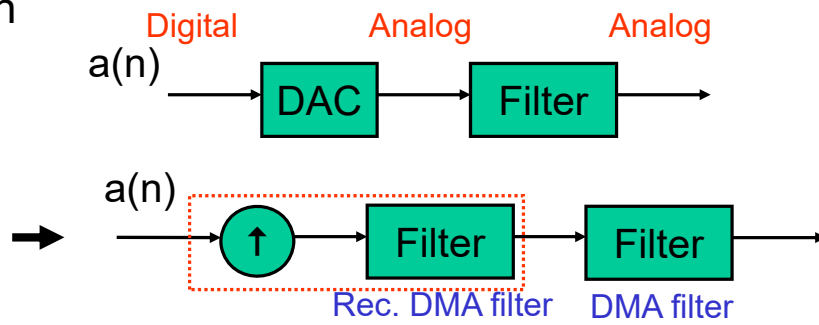 n
Digital Analog Analog
a(n)
DAC Filter
a(n)
↑ Filter Filter
Rec. DMA filter DMA filter